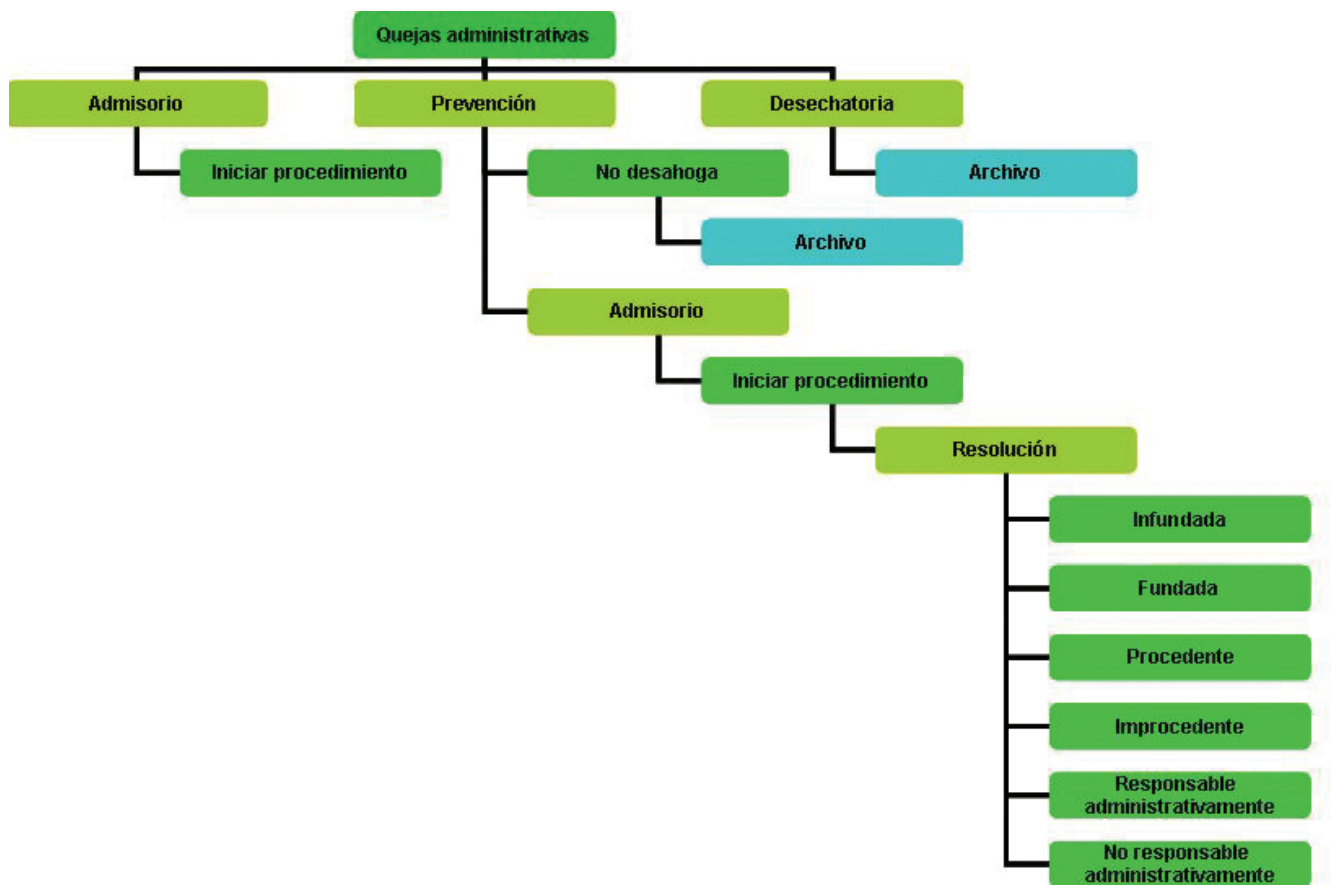 Quejas administrativas
Admisorio
Prevención
Desechatoria
Iniciar procedimiento
No desahoga
Archivo
Archivo
Admisorio
Iniciar procedimiento
Resolución
Infundada
Fundada
Procedente
Improcedente
Responsable
administrativamente
No responsable
administrativamente